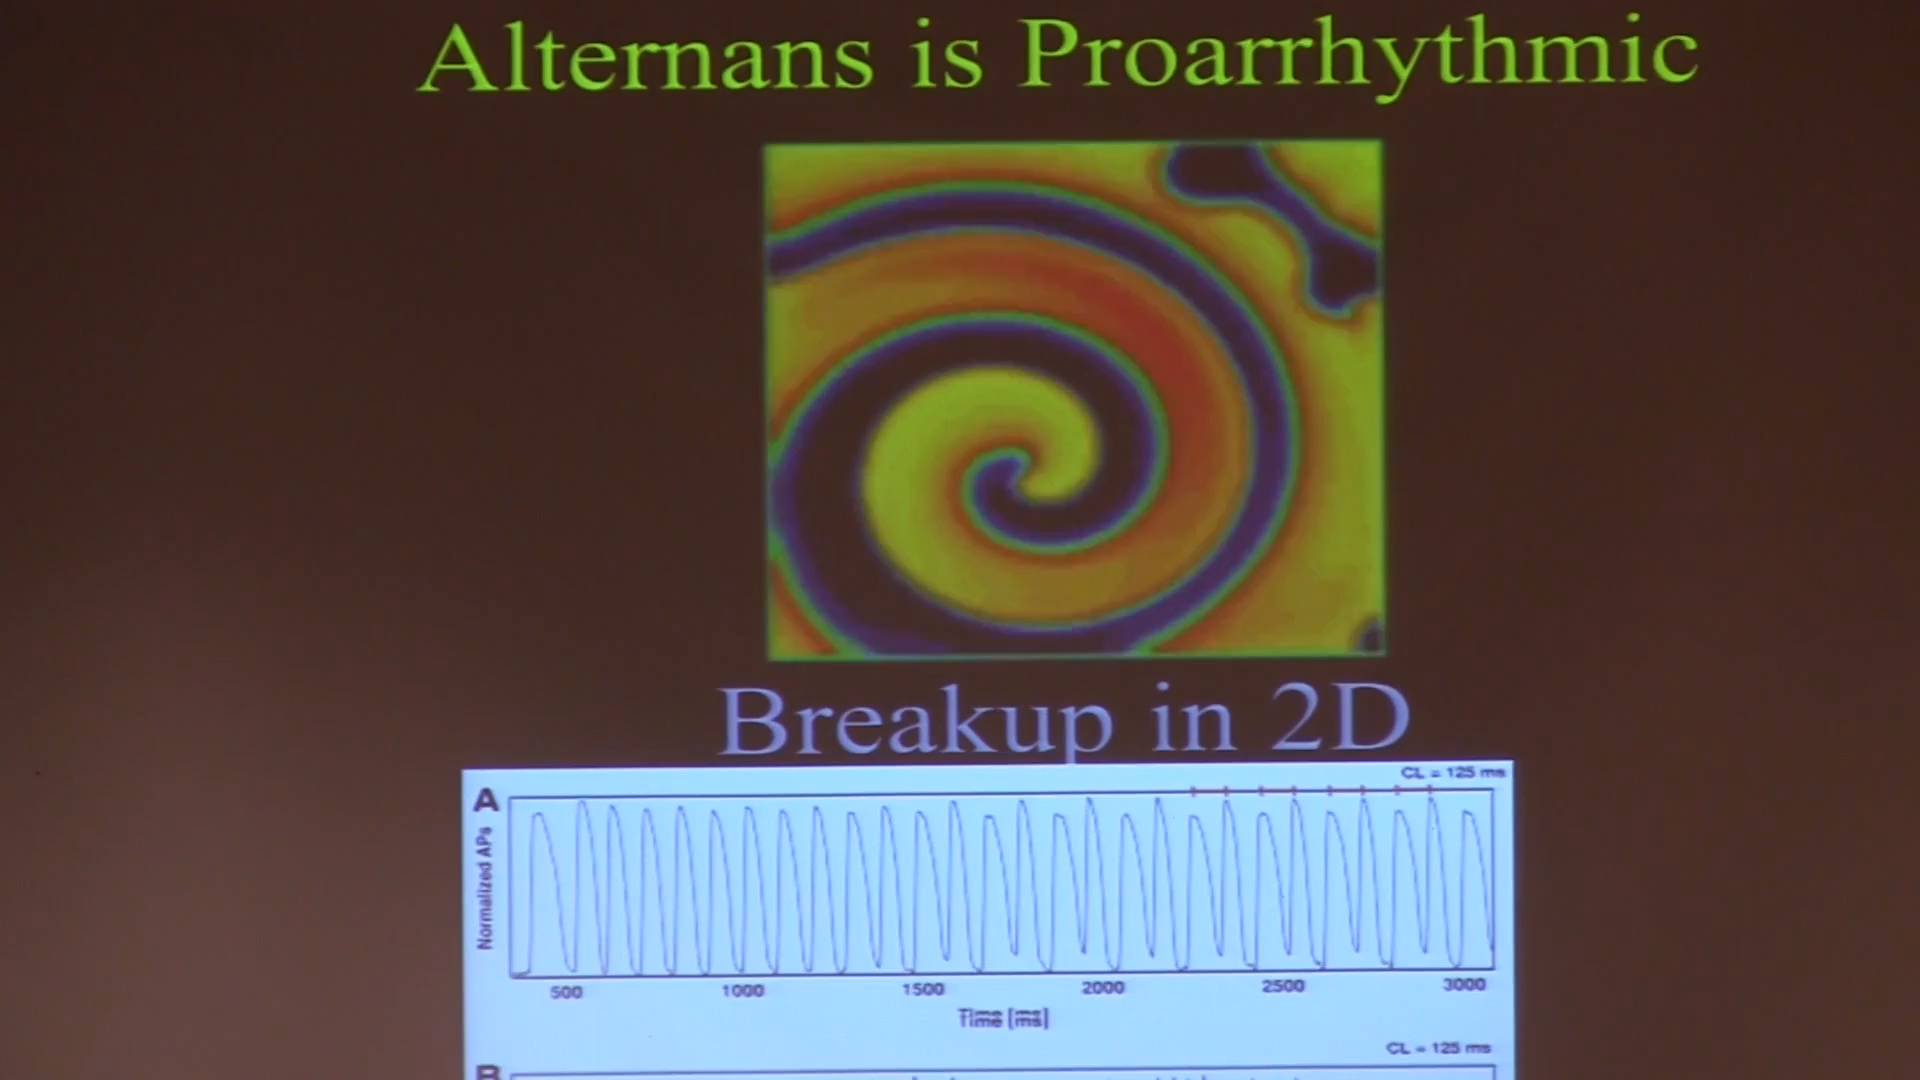 Alternans is Proarrhythmic
Breakup in 2D
CL = 125 ms
A
Normalized APs
500 1000 1500 2000 2500 3000
Time [ms]
CL = 125 ms
B